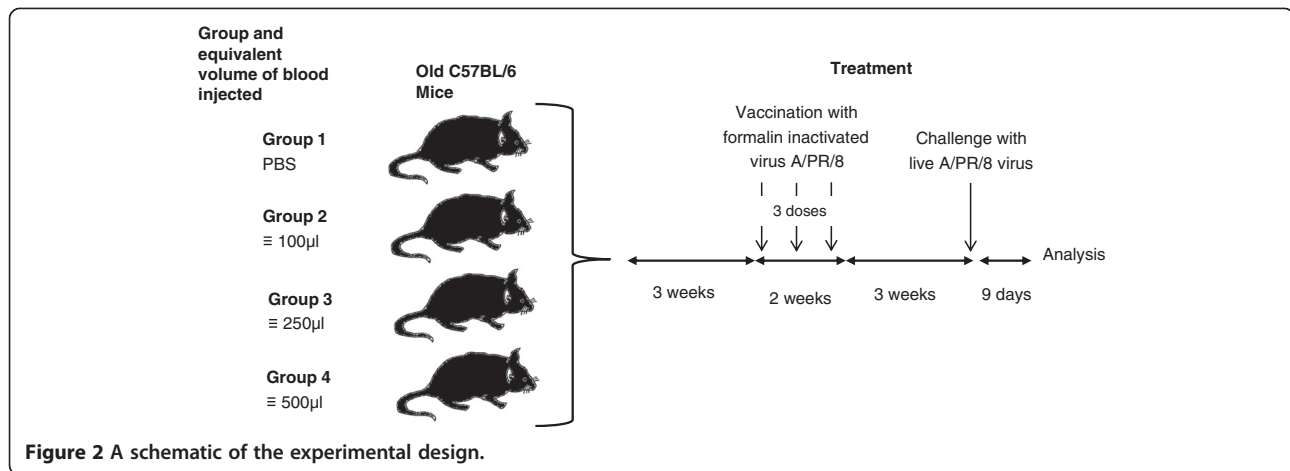 Group and
equivalent
volume of blood
injected
Old C57BL/6
Mice
Treatment
Group 1
PBS
Group 2
≡ 100µl
Group 3
≡ 250µl
Group 4
≡ 500µl
Vaccination with
formalin inactivated
virus A/PR/8
3 doses
Challenge with
live A/PR/8 virus
3 weeks
2 weeks
3 weeks
9 days
Analysis
Figure 2 A schematic of the experimental design.